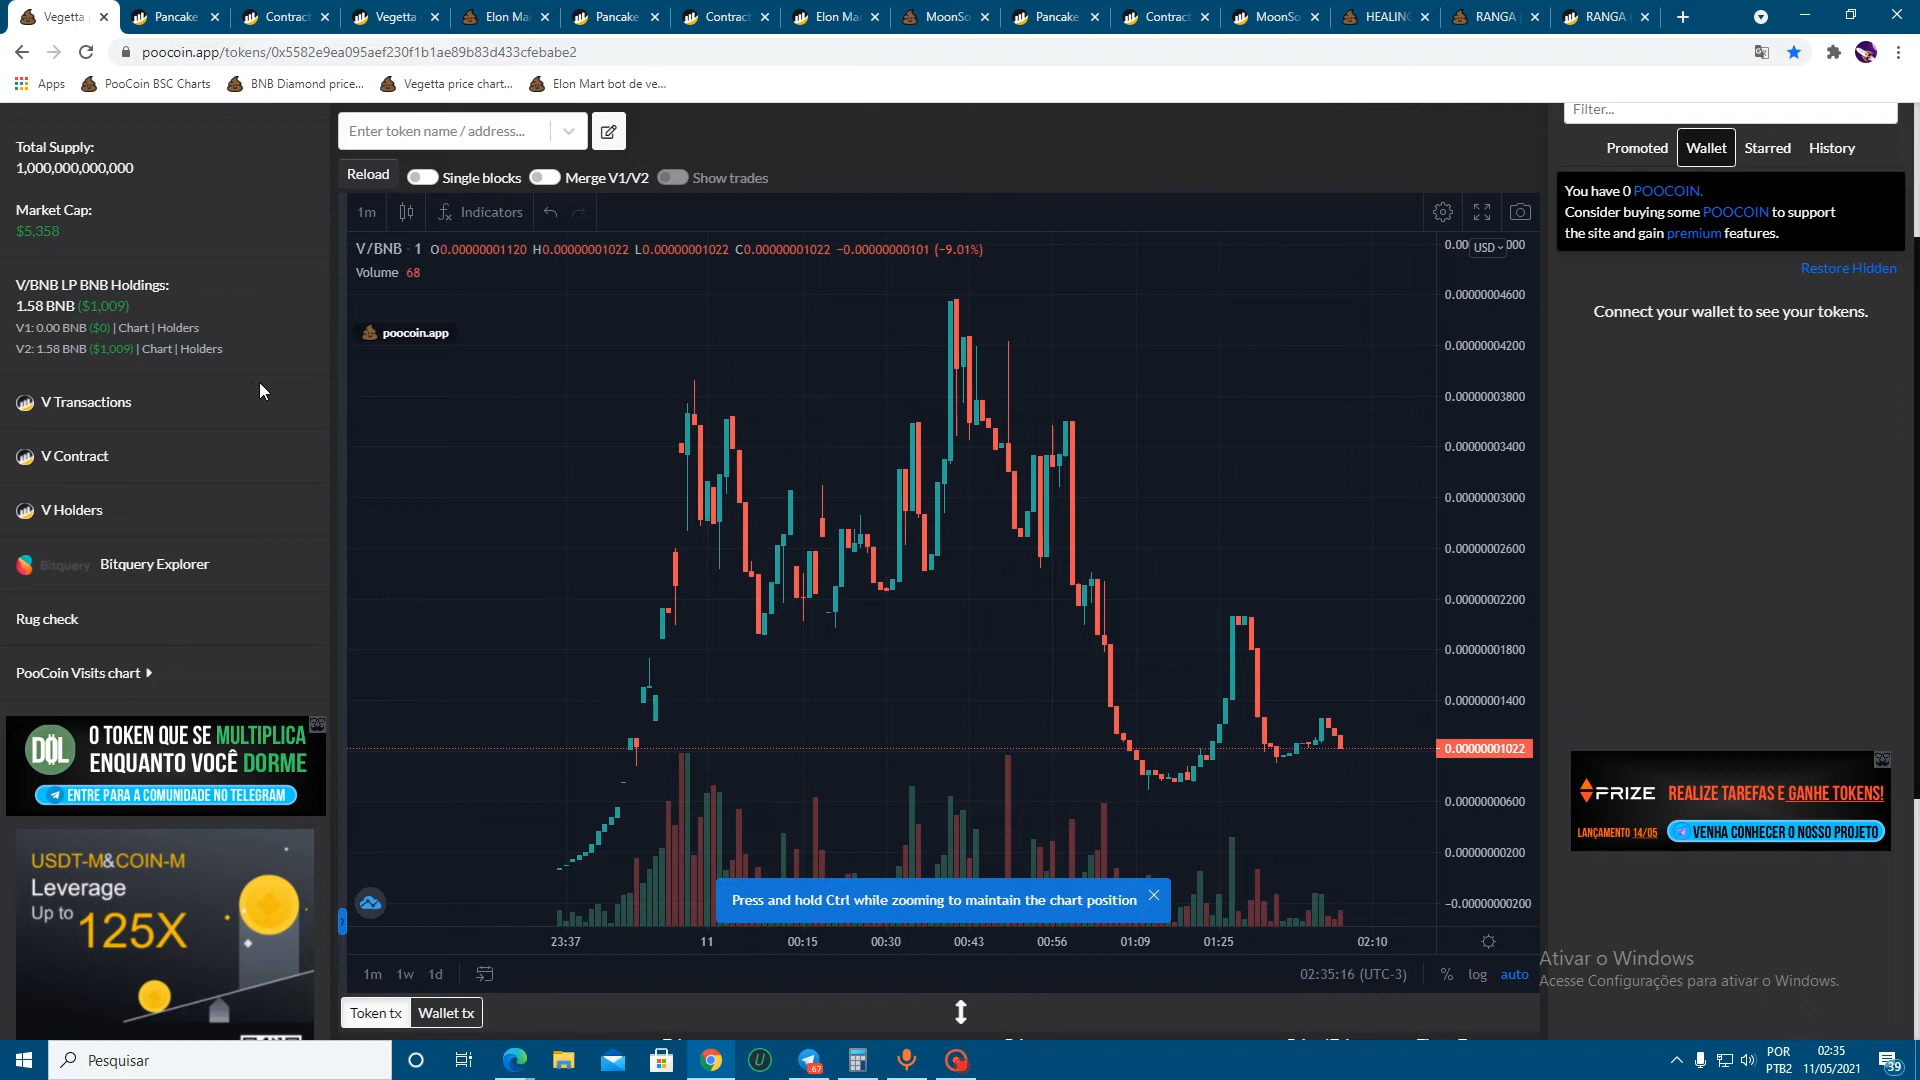 Vegetta
Pancake
Contract
Vegetta
Elon Ma
Pancake
Contract
Elon Ma
MoonSo
Pancake
Contract
MoonSo
HEALING
RANGA
RANGA
poocoin.app/tokens/0x5582e9ea095aef230f1b1ae89b83d433cfebabe2
Apps
PooCoin BSC Charts
BNB Diamond price...
Vegetta price chart...
Elon Mart bot de ve...
Total Supply:
1,000,000,000,000
Market Cap:
$5,358
V/BNB LP BNB Holdings:
1.58 BNB ($1,009)
V1: 0.00 BNB ($0) | Chart | Holders
V2: 1.58 BNB ($1,009) | Chart | Holders
V Transactions
V Contract
V Holders
Bitquery Bitquery Explorer
Rug check
PooCoin Visits chart
DOL
O TOKEN QUE SE MULTIPLICA
ENQUANTO VOCÊ DORME
ENTRE PARA A COMUNIDADE NO TELEGRAM
USDT-M&COIN-M
Leverage
Up to 125X
Enter token name / address...
Reload
Single blocks
Merge V1/V2
Show trades
1m
Indicators
V/BNB · 1 O0.00000001120 H0.00000001022 L0.00000001022 C0.00000001022 −0.00000000101 (−9.01%)
Volume 68
poocoin.app
USD
0.00000004600
0.00000004200
0.00000003800
0.00000003400
0.00000003000
0.00000002600
0.00000002200
0.00000001800
0.00000001400
0.00000001022
0.00000000600
0.00000000200
−0.00000000200
Press and hold Ctrl while zooming to maintain the chart position
23:37
11
00:15
00:30
00:43
00:56
01:09
01:25
02:10
1m
1w
1d
02:35:16 (UTC-3)
%
log
auto
Token tx
Wallet tx
Filter...
Promoted
Wallet
Starred
History
You have 0 POOCOIN.
Consider buying some POOCOIN to support
the site and gain premium features.
Restore Hidden
Connect your wallet to see your tokens.
PRIZE
REALIZE TAREFAS E GANHE TOKENS!
LANÇAMENTO 14/05
VENHA CONHECER O NOSSO PROJETO
Ativar o Windows
Acesse Configurações para ativar o Windows.
Pesquisar
67
POR
PTB2
02:35
11/05/2021
39